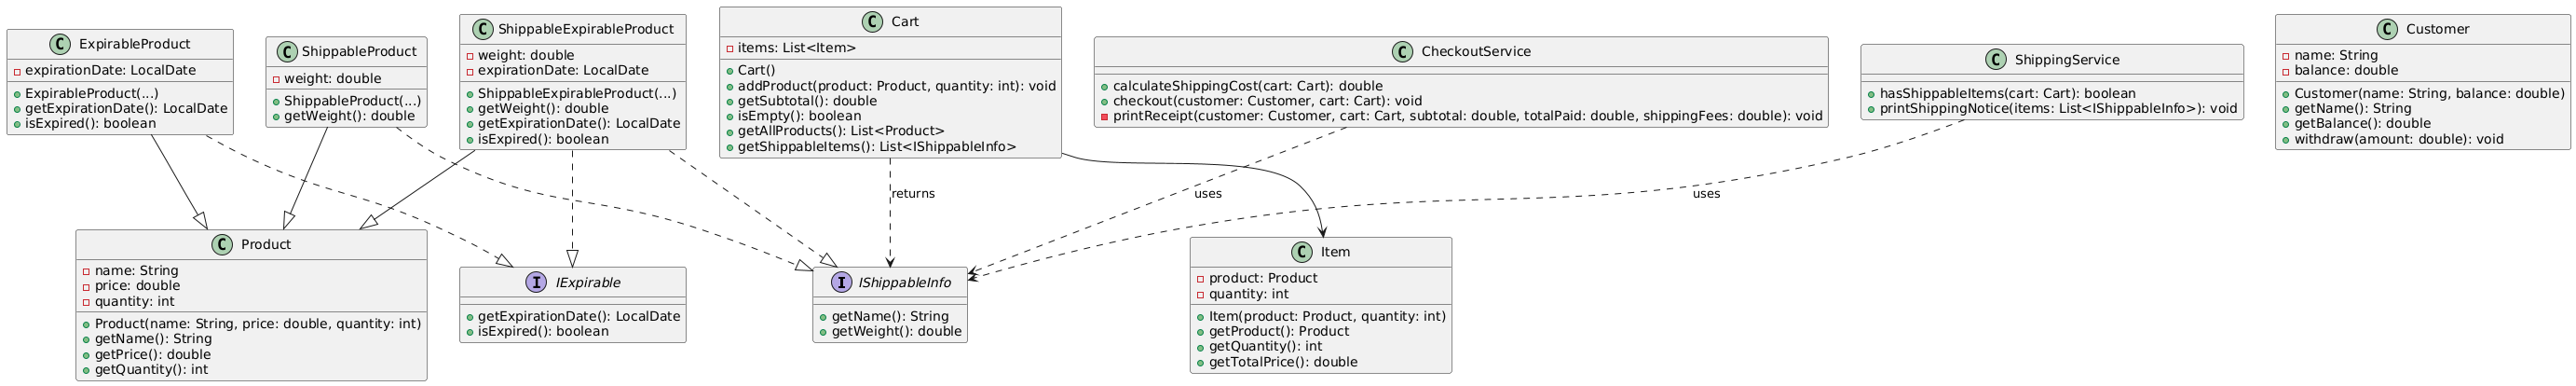 C ExpirableProduct
expirationDate: LocalDate
ExpirableProduct(...)
getExpirationDate(): LocalDate
isExpired(): boolean
C ShippableProduct
weight: double
ShippableProduct(...)
getWeight(): double
C ShippableExpirableProduct
weight: double
expirationDate: LocalDate
ShippableExpirableProduct(...)
getWeight(): double
getExpirationDate(): LocalDate
isExpired(): boolean
C Cart
items: List<Item>
Cart()
addProduct(product: Product, quantity: int): void
getSubtotal(): double
isEmpty(): boolean
getAllProducts(): List<Product>
getShippableItems(): List<IShippableInfo>
C CheckoutService
calculateShippingCost(cart: Cart): double
checkout(customer: Customer, cart: Cart): void
printReceipt(customer: Customer, cart: Cart, subtotal: double, totalPaid: double, shippingFees: double): void
C ShippingService
hasShippableItems(cart: Cart): boolean
printShippingNotice(items: List<IShippableInfo>): void
C Customer
name: String
balance: double
Customer(name: String, balance: double)
getName(): String
getBalance(): double
withdraw(amount: double): void
returns
uses
uses
C Product
name: String
price: double
quantity: int
Product(name: String, price: double, quantity: int)
getName(): String
getPrice(): double
getQuantity(): int
I IExpirable
getExpirationDate(): LocalDate
isExpired(): boolean
I IShippableInfo
getName(): String
getWeight(): double
C Item
product: Product
quantity: int
Item(product: Product, quantity: int)
getProduct(): Product
getQuantity(): int
getTotalPrice(): double